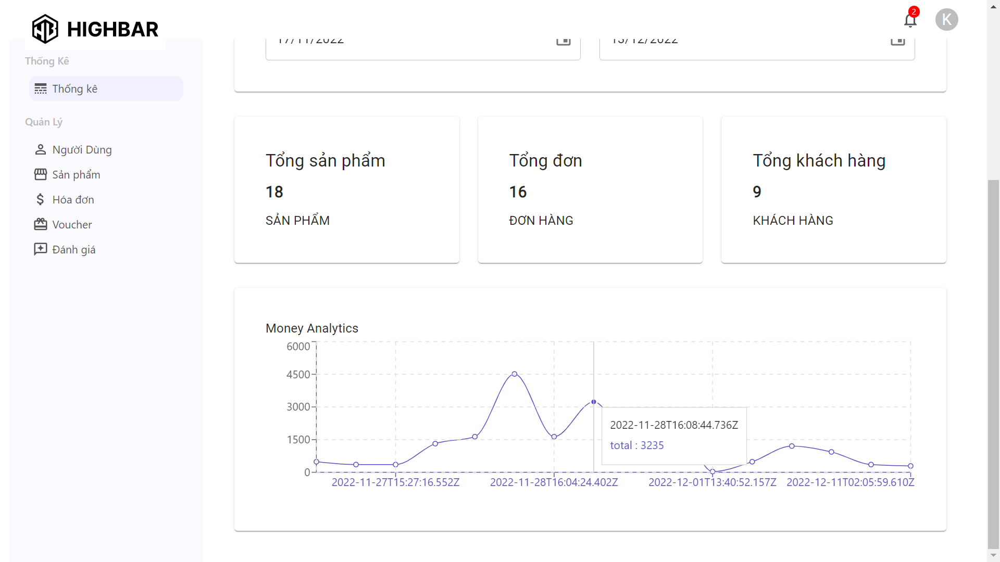 HIGHBAR
2
K
17/11/2022
13/12/2022
Thống Kê
Thống kê
Quản Lý
Người Dùng
Sản phẩm
Hóa đơn
Voucher
Đánh giá
Tổng sản phẩm
18
SẢN PHẨM
Tổng đơn
16
ĐƠN HÀNG
Tổng khách hàng
9
KHÁCH HÀNG
Money Analytics
6000
4500
3000
1500
0
2022-11-28T16:08:44.736Z
total : 3235
2022-11-27T15:27:16.552Z
2022-11-28T16:04:24.402Z
2022-12-01T13:40:52.157Z
2022-12-11T02:05:59.610Z